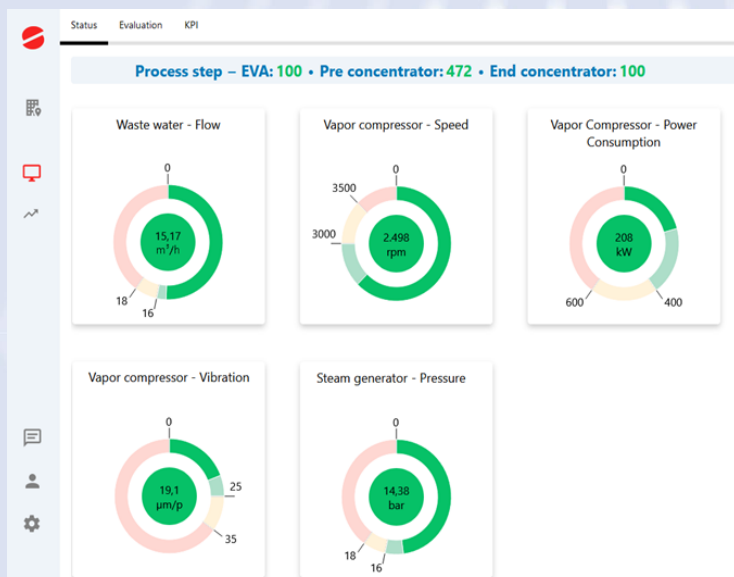 Status Evaluation KPI
Process step – EVA: 100 • Pre concentrator: 472 • End concentrator: 100
Waste water - Flow
0
15,17
m³/h
18
16
Vapor compressor - Speed
0
3500
3000
2.498
rpm
Vapor Compressor - Power
Consumption
0
208
kW
600
400
Vapor compressor - Vibration
0
25
19,1
µm/p
35
Steam generator - Pressure
0
14,38
bar
18
16